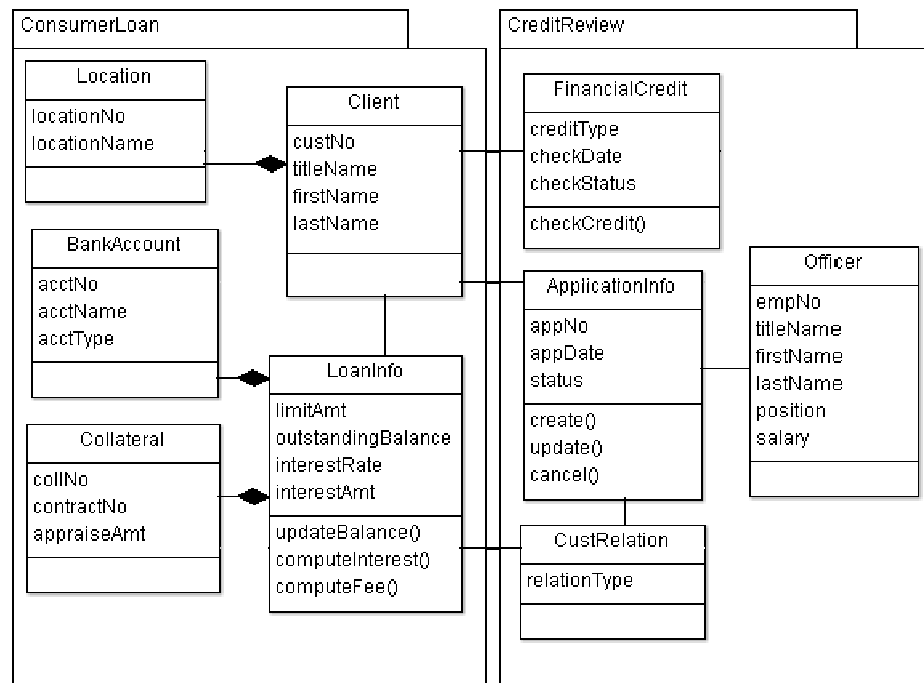 ConsumerLoan
Location
locationNo
locationName
Client
custNo
titleName
firstName
lastName
BankAccount
acctNo
acctName
acctType
LoanInfo
limitAmt
outstandingBalance
interestRate
interestAmt
updateBalance()
computeInterest()
computeFee()
Collateral
collNo
contractNo
appraiseAmt
CreditReview
FinancialCredit
creditType
checkDate
checkStatus
checkCredit()
ApplicationInfo
appNo
appDate
status
create()
update()
cancel()
Officer
empNo
titleName
firstName
lastName
position
salary
CustRelation
relationType